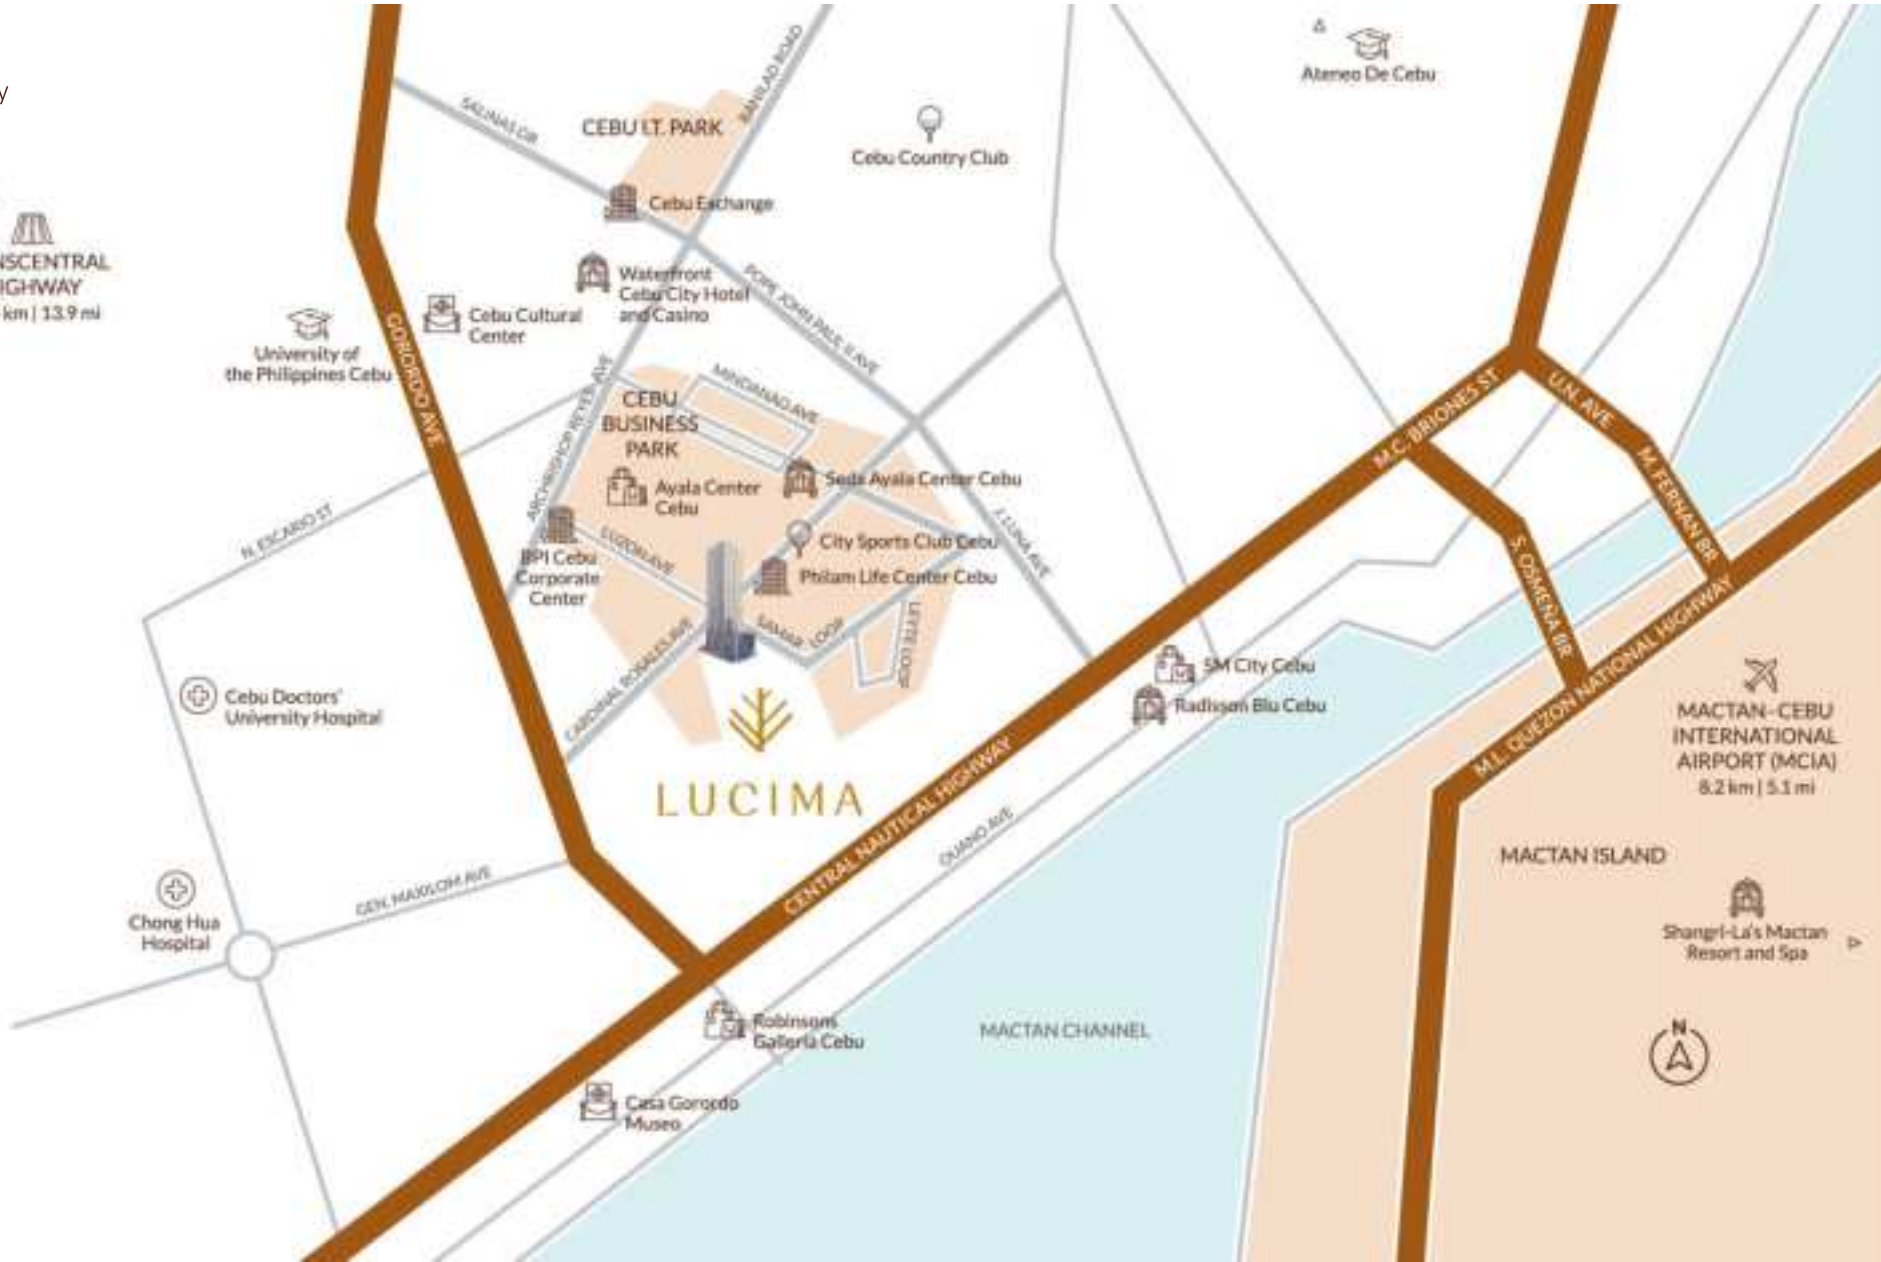 y
NSCENTRAL
IGHWAY
km | 13.9 mi
SALINAS DR
CEBU I.T. PARK
BANILAD ROAD
Cebu Exchange
Cebu Country Club
Ateneo De Cebu
Waterfront
Cebu City Hotel
and Casino
Cebu Cultural
Center
University of
the Philippines Cebu
GORORDO AVE
POPE JOHN PAUL II AVE
ARCHBISHOP REYES AVE
MINDANAO AVE
CEBU
BUSINESS
PARK
Ayala Center
Cebu
Seda Ayala Center Cebu
N. ESCARIO ST
BPI Cebu
Corporate
Center
LUZON AVE
City Sports Club Cebu
Philam Life Center Cebu
J. LUNA AVE
SAMAR LOOP
LEYTE LOOP
CARDINAL ROSALES AVE
LUCIMA
Cebu Doctors'
University Hospital
Chong Hua
Hospital
GEN. MAXILOM AVE
CENTRAL NAUTICAL HIGHWAY
OUANO AVE
SM City Cebu
Radisson Blu Cebu
M.C. BRIONES ST
U.N. AVE
M. FERNAN BR
S. OSMEÑA BR
M.L. QUEZON NATIONAL HIGHWAY
MACTAN-CEBU
INTERNATIONAL
AIRPORT (MCIA)
8.2 km | 5.1 mi
MACTAN ISLAND
Shangri-La's Mactan
Resort and Spa
N
MACTAN CHANNEL
Robinsons
Galleria Cebu
Casa Gorordo
Museo